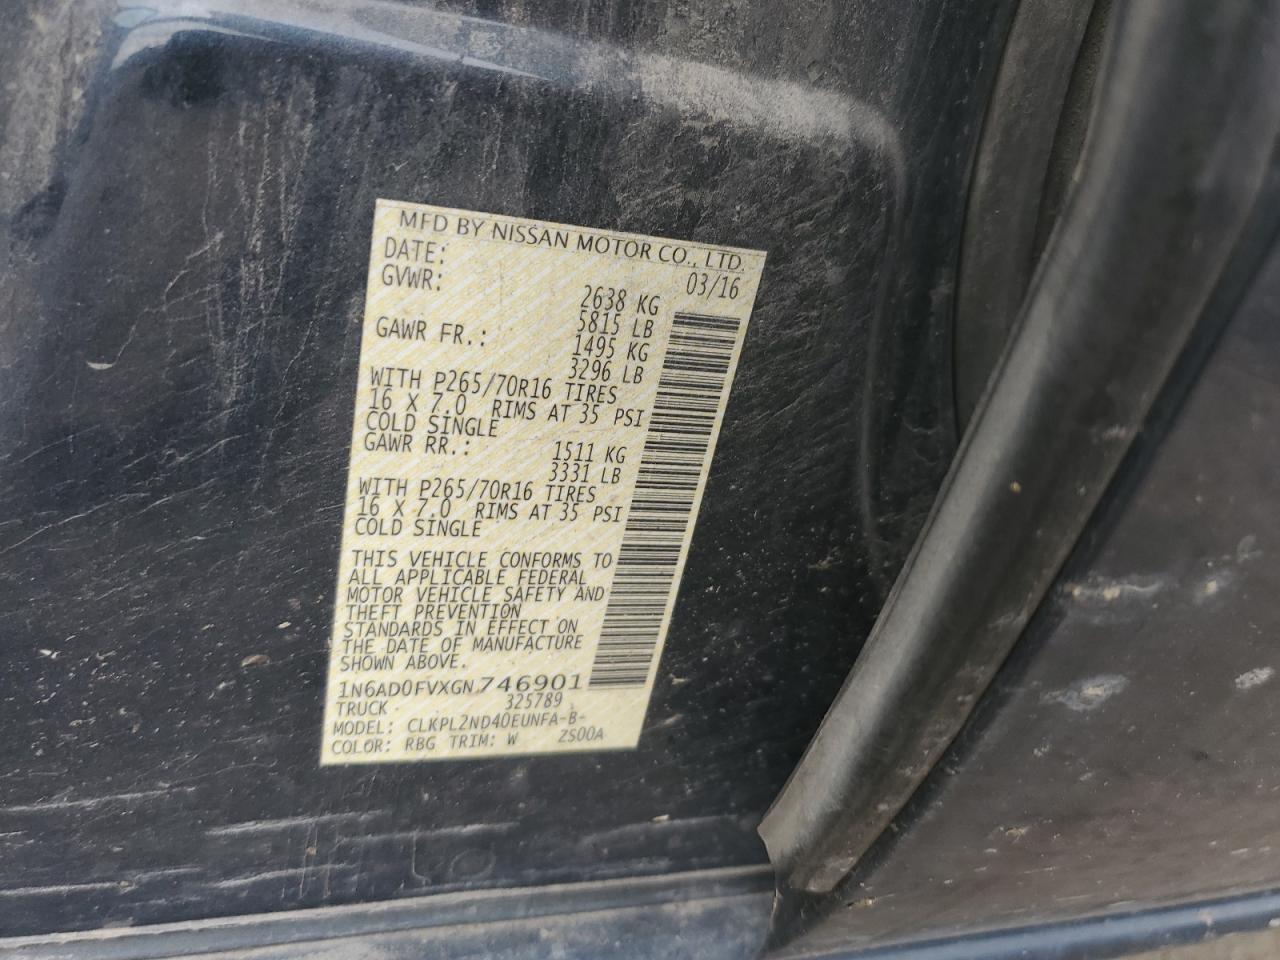 MFD BY NISSAN MOTOR CO., LTD.
DATE: 03/16
GVWR: 2638 KG
5815 LB
GAWR FR.: 1495 KG
3296 LB
WITH P265/70R16 TIRES
16 X 7.0 RIMS AT 35 PSI
COLD SINGLE
GAWR RR.: 1511 KG
3331 LB
WITH P265/70R16 TIRES
16 X 7.0 RIMS AT 35 PSI
COLD SINGLE
THIS VEHICLE CONFORMS TO
ALL APPLICABLE FEDERAL
MOTOR VEHICLE SAFETY AND
THEFT PREVENTION
STANDARDS IN EFFECT ON
THE DATE OF MANUFACTURE
SHOWN ABOVE.
1N6AD0FVXGN746901
TRUCK 325789
MODEL: CLKPL2ND40EUNFA-B-
COLOR: RBG TRIM: W ZS00A